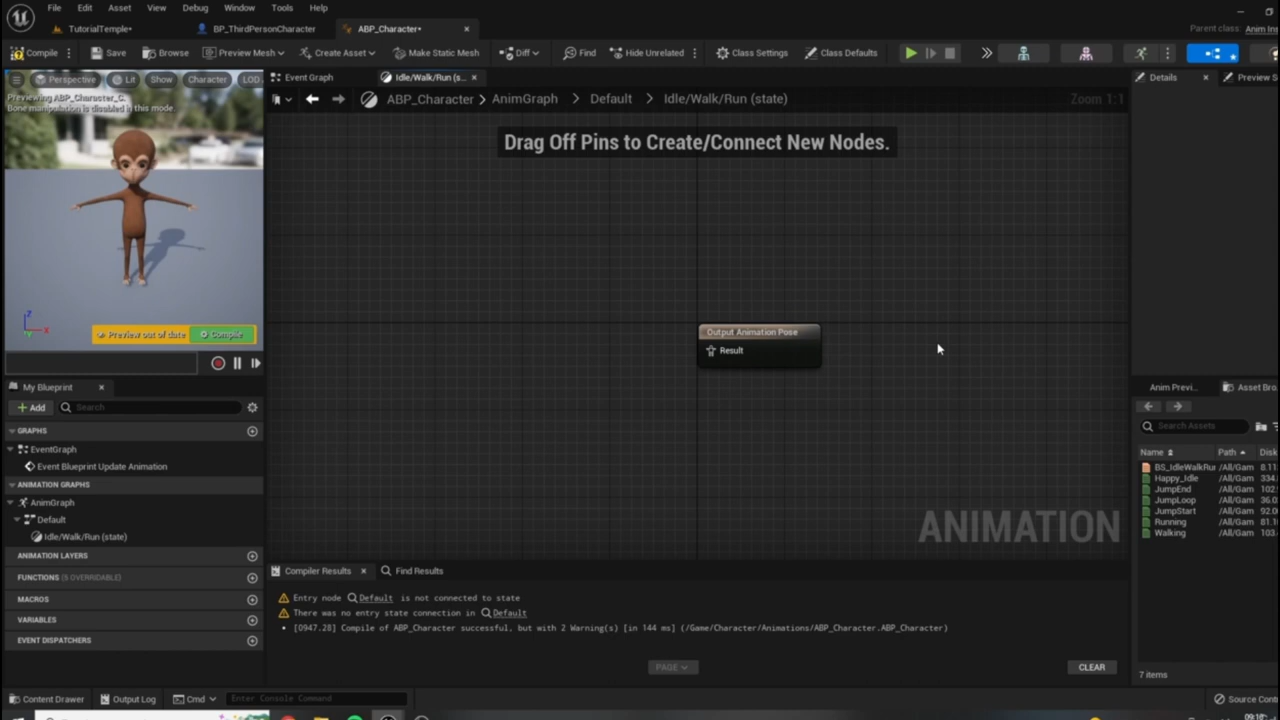 File Edit Asset View Debug Window Tools Help
TutorialTemple* BP_ThirdPersonCharacter ABP_Character* Parent class: Anim Ins
Compile Save Browse Preview Mesh Create Asset Make Static Mesh Diff Find Hide Unrelated Class Settings Class Defaults
Perspective Lit Show Character LOD
Previewing ABP_Character_C.
Bone manipulation is disabled in this mode.
Preview out of date Compile
Event Graph Idle/Walk/Run (s...
ABP_Character > AnimGraph > Default > Idle/Walk/Run (state) Zoom 1:1
Drag Off Pins to Create/Connect New Nodes.
Output Animation Pose
Result
ANIMATION
My Blueprint
Add Search
GRAPHS
EventGraph
Event Blueprint Update Animation
ANIMATION GRAPHS
AnimGraph
Default
Idle/Walk/Run (state)
ANIMATION LAYERS
FUNCTIONS (5 OVERRIDABLE)
MACROS
VARIABLES
EVENT DISPATCHERS
Compiler Results Find Results
Entry node Default is not connected to state
There was no entry state connection in Default
[0947.28] Compile of ABP_Character successful, but with 2 Warning(s) [in 144 ms] (/Game/Character/Animations/ABP_Character.ABP_Character)
PAGE CLEAR
Details Preview S
Anim Previ... Asset Bro
Search Assets
Name Path Disk
BS_IdleWalkRun /All/Gam 8.11
Happy_Idle /All/Gam 334.
JumpEnd /All/Gam 102.
JumpLoop /All/Gam 36.0
JumpStart /All/Gam 92.0
Running /All/Gam 81.1
Walking /All/Gam 103.
7 items
Content Drawer Output Log Cmd Enter Console Command Source Cont